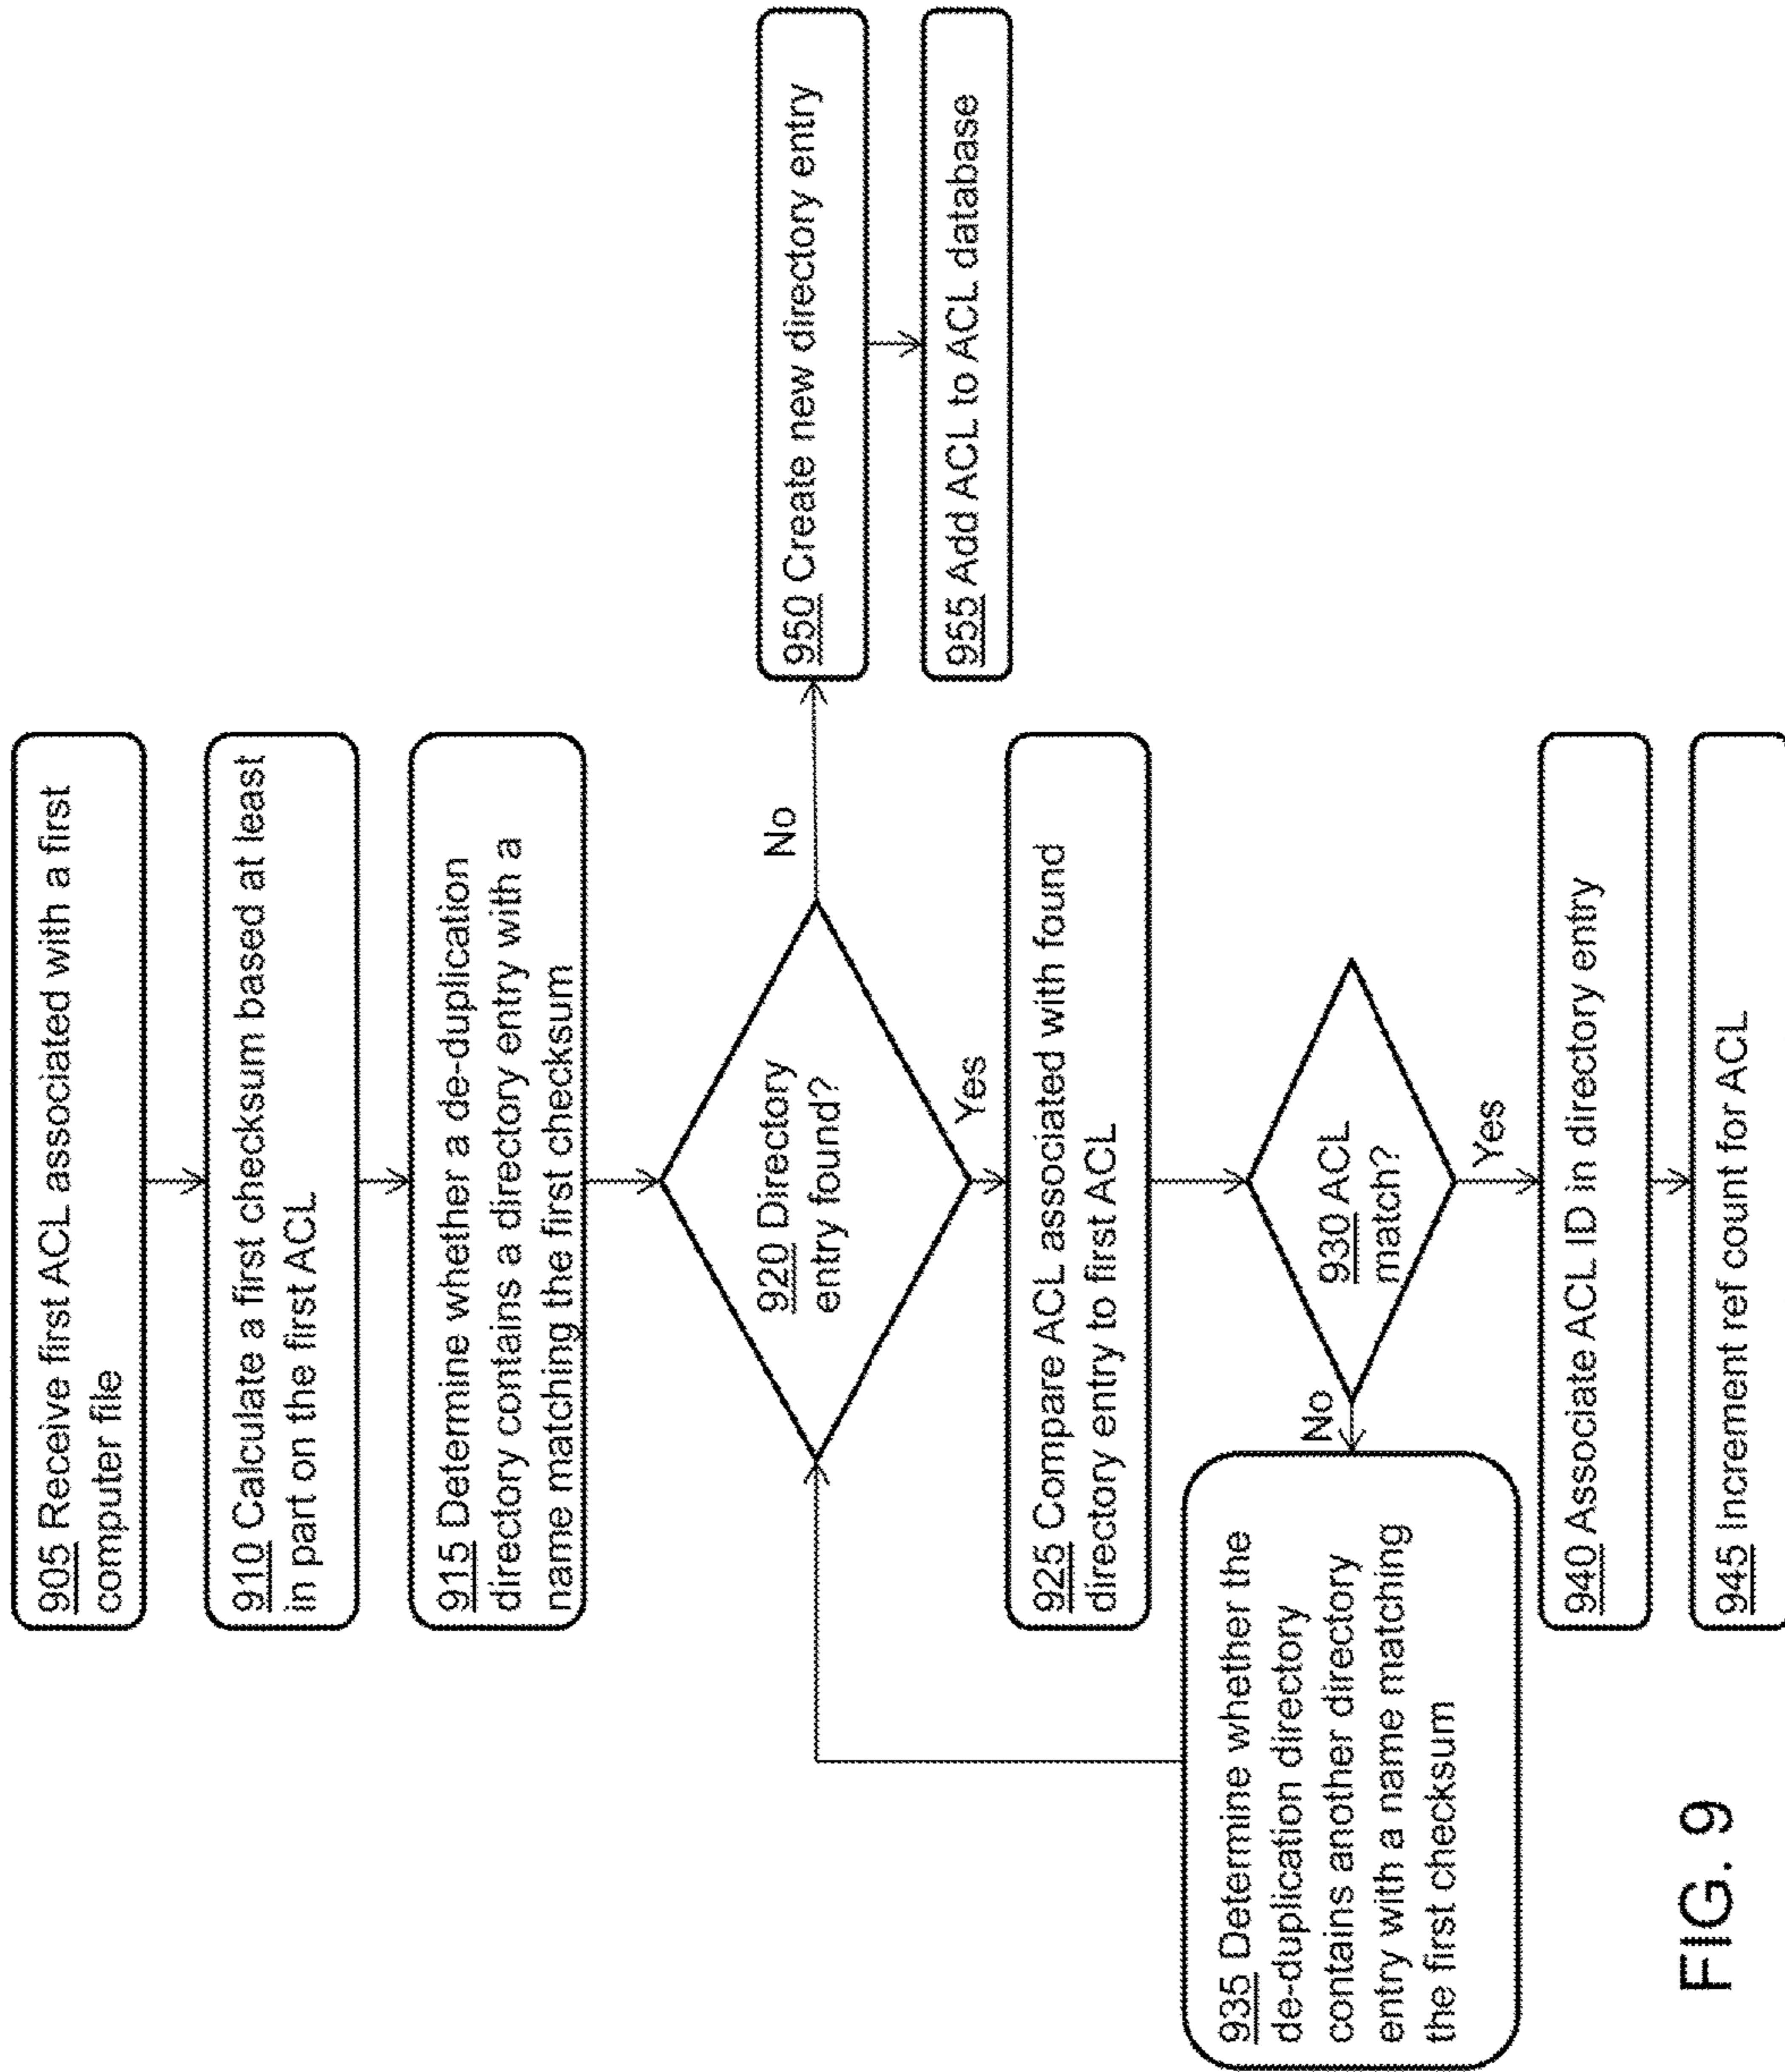 905 Receive first ACL associated with a first
computer file
910 Calculate a first checksum based at least
in part on the first ACL
915 Determine whether a de-duplication
directory contains a directory entry with a
name matching the first checksum
920 Directory
entry found?
No
950 Create new directory entry
955 Add ACL to ACL database
Yes
925 Compare ACL associated with found
directory entry to first ACL
930 ACL
match?
No
935 Determine whether the
de-duplication directory
contains another directory
entry with a name matching
the first checksum
Yes
940 Associate ACL ID in directory entry
945 Increment ref count for ACL
FIG. 9